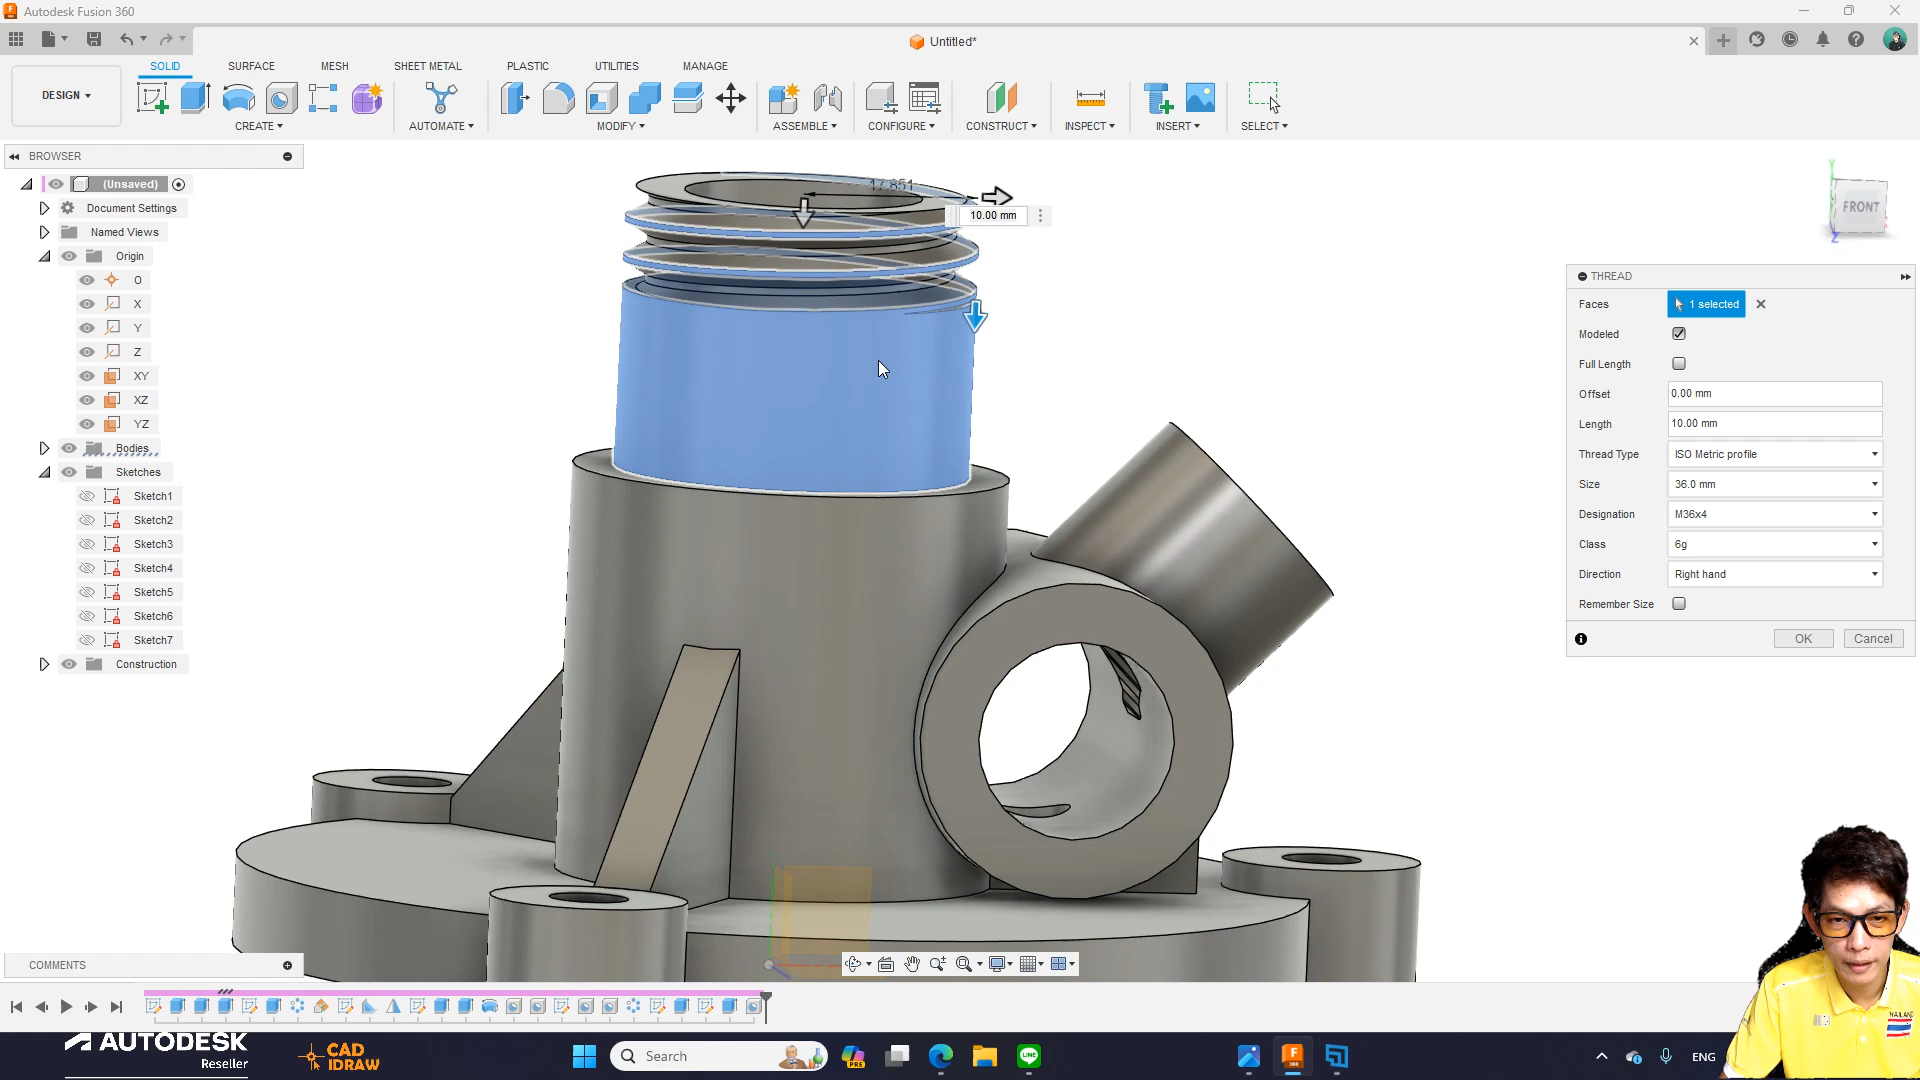 Autodesk Fusion 360
Untitled*
SOLID
SURFACE
MESH
SHEET METAL
PLASTIC
UTILITIES
MANAGE
DESIGN
CREATE
AUTOMATE
MODIFY
ASSEMBLE
CONFIGURE
CONSTRUCT
INSPECT
INSERT
SELECT
BROWSER
(Unsaved)
Document Settings
Named Views
Origin
O
X
Y
Z
XY
XZ
YZ
Bodies
Sketches
Sketch1
Sketch2
Sketch3
Sketch4
Sketch5
Sketch6
Sketch7
Construction
17.851
10.00 mm
FRONT
Y
Z
THREAD
Faces
1 selected
Modeled
Full Length
Offset
0.00 mm
Length
10.00 mm
Thread Type
ISO Metric profile
Size
36.0 mm
Designation
M36x4
Class
6g
Direction
Right hand
Remember Size
OK
Cancel
COMMENTS
AUTODESK
Reseller
CAD
IDRAW
Search
PRE
LINE
F
360
ENG
THAILAND